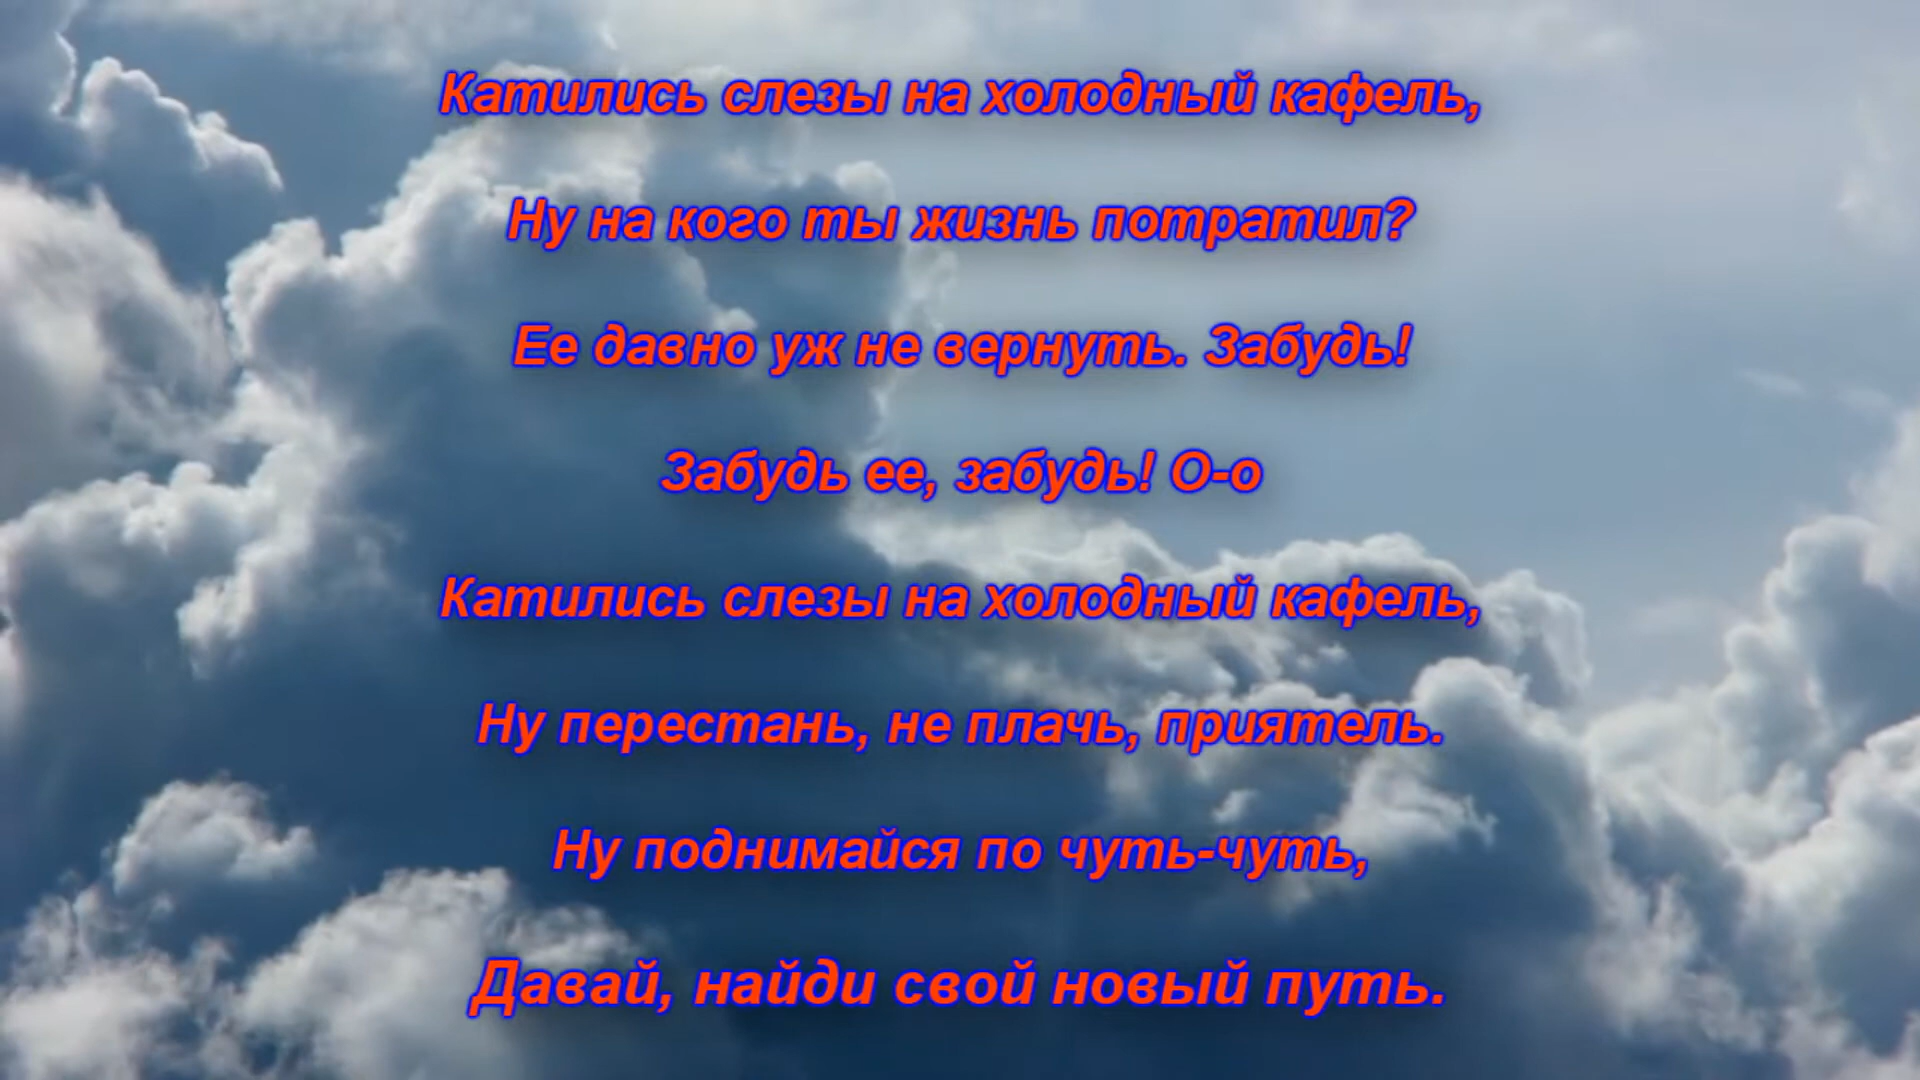 Катились слезы на холодный кафель,
Ну на кого ты жизнь потратил?
Ее давно уж не вернуть. Забудь!
Забудь ее, забудь! О-о
Катились слезы на холодный кафель,
Ну перестань, не плачь, приятель.
Ну поднимайся по чуть-чуть,
Давай, найди свой новый путь.